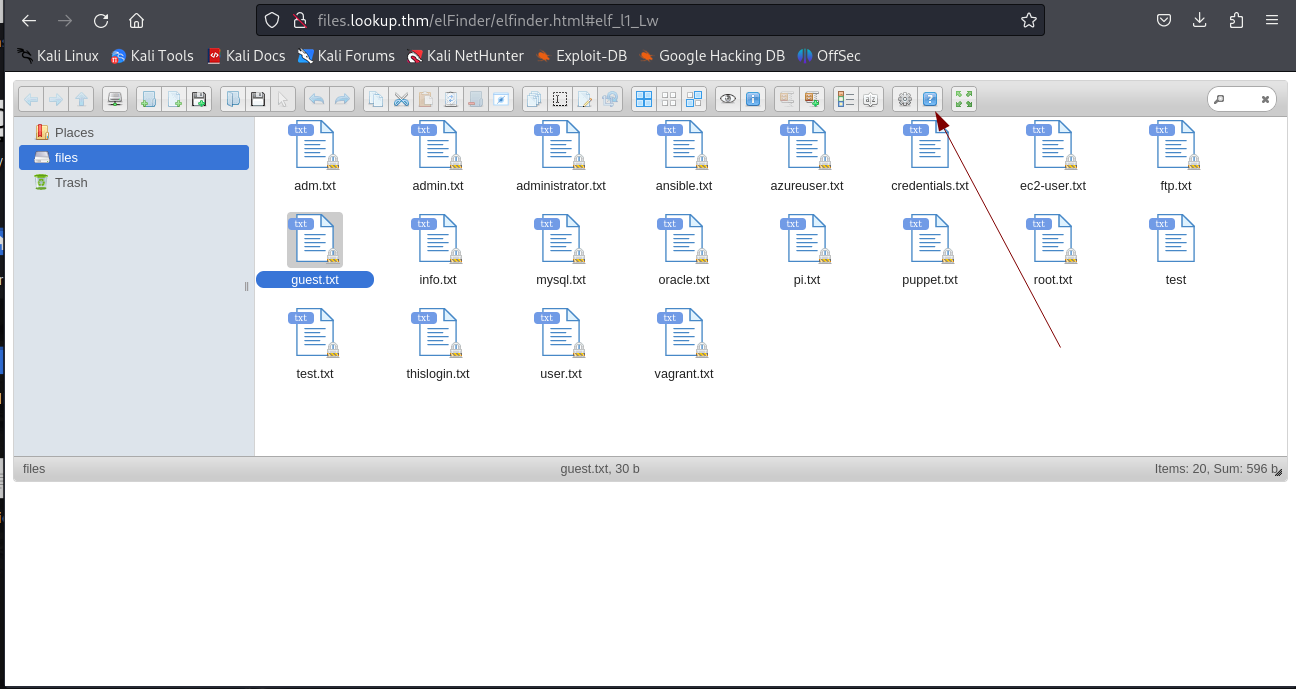 files.lookup.thm/elFinder/elfinder.html#elf_l1_Lw
Kali Linux Kali Tools Kali Docs Kali Forums Kali NetHunter Exploit-DB Google Hacking DB OffSec
Places
files
Trash
txt txt txt txt txt txt txt txt
adm.txt admin.txt administrator.txt ansible.txt azureuser.txt credentials.txt ec2-user.txt ftp.txt
txt txt txt txt txt txt txt txt
guest.txt info.txt mysql.txt oracle.txt pi.txt puppet.txt root.txt test
txt txt txt txt
test.txt thislogin.txt user.txt vagrant.txt
files guest.txt, 30 b Items: 20, Sum: 596 b